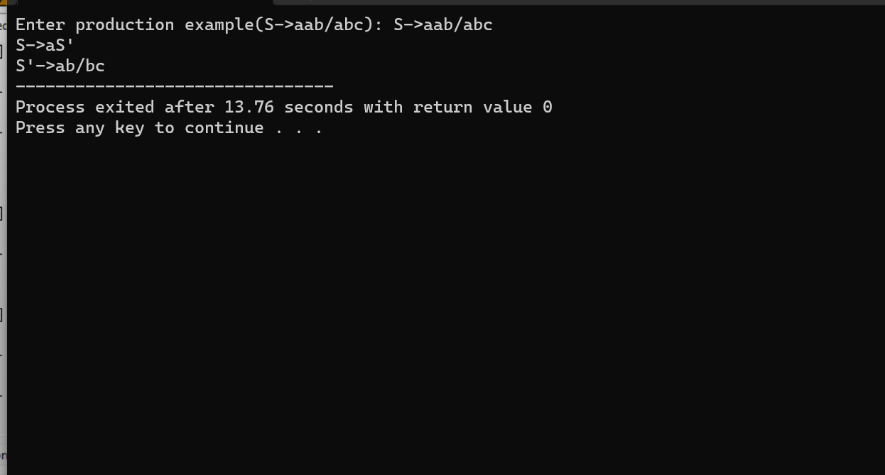 Enter production example(S->aab/abc): S->aab/abc
S->aS'
S'->ab/bc
--------------------------------
Process exited after 13.76 seconds with return value 0
Press any key to continue . . .